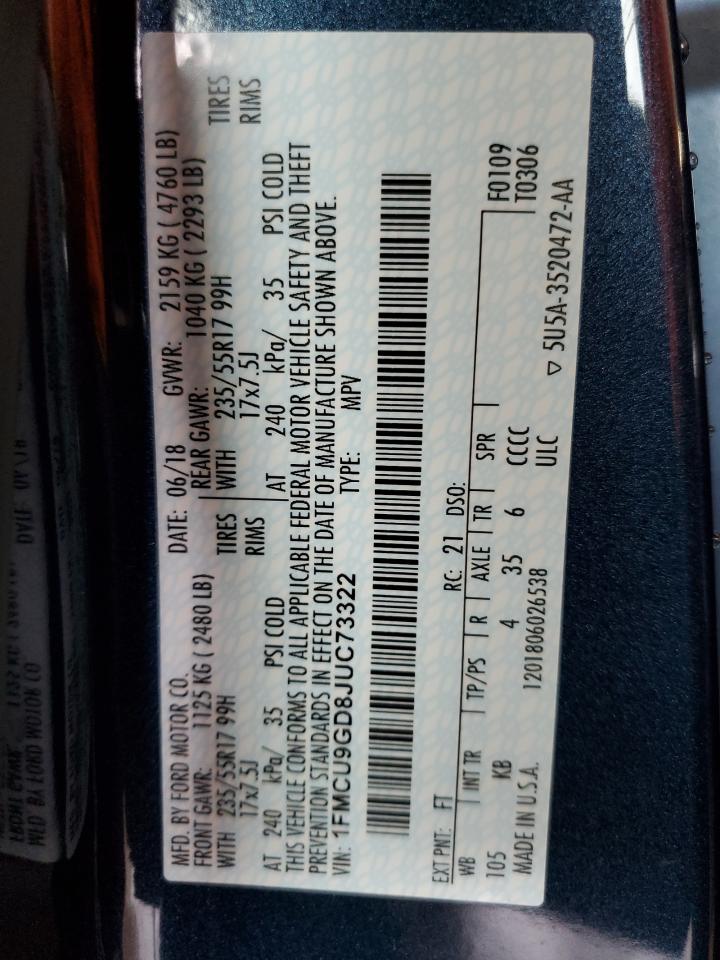 MFD. BY FORD MOTOR CO. DATE: 06/18 GVWR: 2159 KG ( 4760 LB)
FRONT GAWR: 1125 KG ( 2480 LB) REAR GAWR: 1040 KG ( 2293 LB)
WITH 235/55R17 99H TIRES WITH 235/55R17 99H TIRES
17x7.5J RIMS 17x7.5J RIMS
AT 240 kPa/ 35 PSI COLD AT 240 kPa/ 35 PSI COLD
THIS VEHICLE CONFORMS TO ALL APPLICABLE FEDERAL MOTOR VEHICLE SAFETY AND THEFT
PREVENTION STANDARDS IN EFFECT ON THE DATE OF MANUFACTURE SHOWN ABOVE.
VIN: 1FMCU9GD8JUC73322 TYPE: MPV
EXT PNT: FT RC: 21 DSO:
WB INT TR TP/PS R AXLE TR SPR F0109
105 KB 4 35 6 CCCC T0306
ULC
MADE IN U.S.A. 1201806026538 ▽ 5U5A-3520472-AA